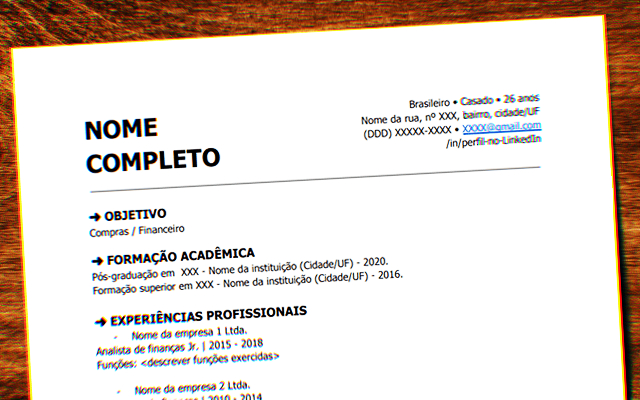 NOME
COMPLETO
Brasileiro • Casado • 26 anos
Nome da rua, nº XXX, bairro, cidade/UF
(DDD) XXXXX-XXXX • XXXX@gmail.com
/in/perfil-no-LinkedIn
➔ OBJETIVO
Compras / Financeiro
➔ FORMAÇÃO ACADÊMICA
Pós-graduação em XXX - Nome da instituição (Cidade/UF) - 2020.
Formação superior em XXX - Nome da instituição (Cidade/UF) - 2016.
➔ EXPERIÊNCIAS PROFISSIONAIS
- Nome da empresa 1 Ltda.
Analista de finanças Jr. | 2015 - 2018
Funções: <descrever funções exercidas>
- Nome da empresa 2 Ltda.
| 2010 - 2014